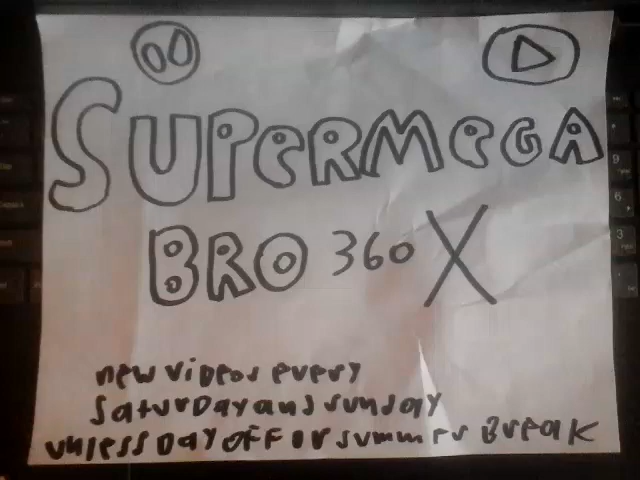 SUPERMEGA
BRO 360 X
new videos every
saturday and sunday
unless day off or summer Break